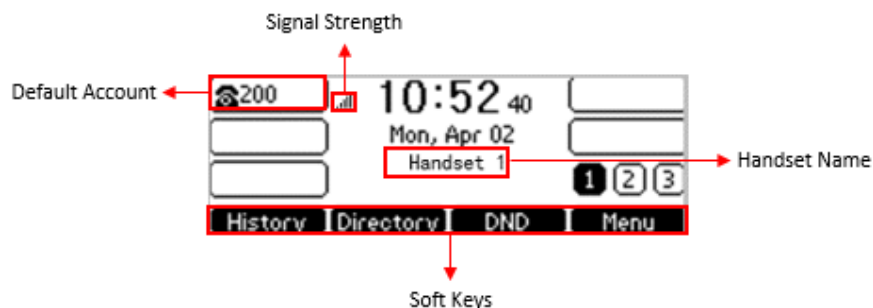 Signal Strength
Default Account
200
10:52 40
Mon, Apr 02
Handset 1
Handset Name
1 2 3
History Directory DND Menu
Soft Keys